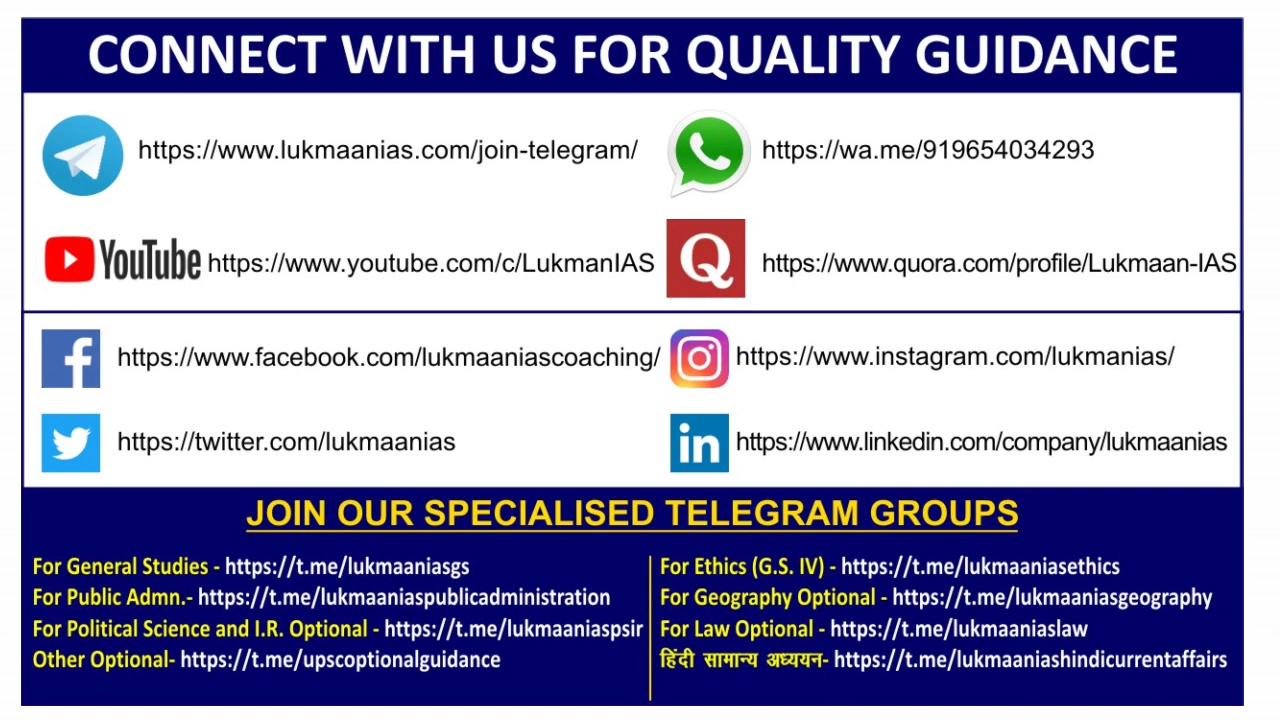 CONNECT WITH US FOR QUALITY GUIDANCE
https://www.lukmaanias.com/join-telegram/
https://wa.me/919654034293
YouTube https://www.youtube.com/c/LukmanIAS
Q https://www.quora.com/profile/Lukmaan-IAS
f https://www.facebook.com/lukmaaniascoaching/
https://www.instagram.com/lukmanias/
https://twitter.com/lukmaanias
in https://www.linkedin.com/company/lukmaanias
JOIN OUR SPECIALISED TELEGRAM GROUPS
For General Studies - https://t.me/lukmaaniasgs
For Public Admn.- https://t.me/lukmaaniaspublicadministration
For Political Science and I.R. Optional - https://t.me/lukmaaniaspsir
Other Optional- https://t.me/upscoptionalguidance
For Ethics (G.S. IV) - https://t.me/lukmaaniasethics
For Geography Optional - https://t.me/lukmaaniasgeography
For Law Optional - https://t.me/lukmaaniaslaw
हिंदी सामान्य अध्ययन- https://t.me/lukmaaniashindicurrentaffairs